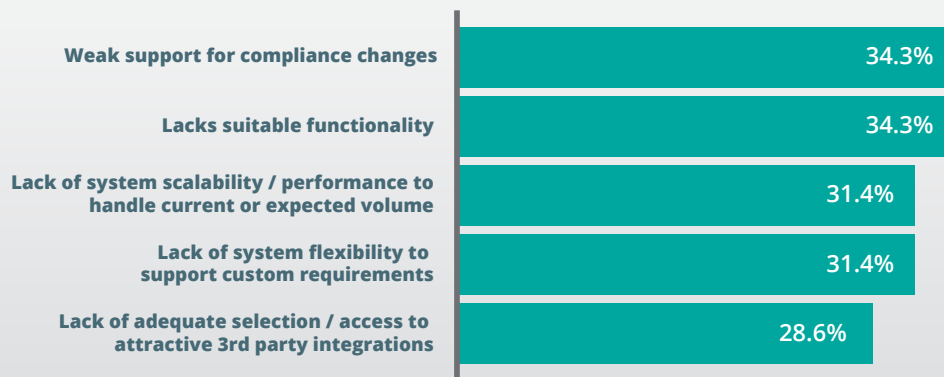 Weak support for compliance changes
34.3%
Lacks suitable functionality
34.3%
Lack of system scalability / performance to
handle current or expected volume
31.4%
Lack of system flexibility to
support custom requirements
31.4%
Lack of adequate selection / access to
attractive 3rd party integrations
28.6%